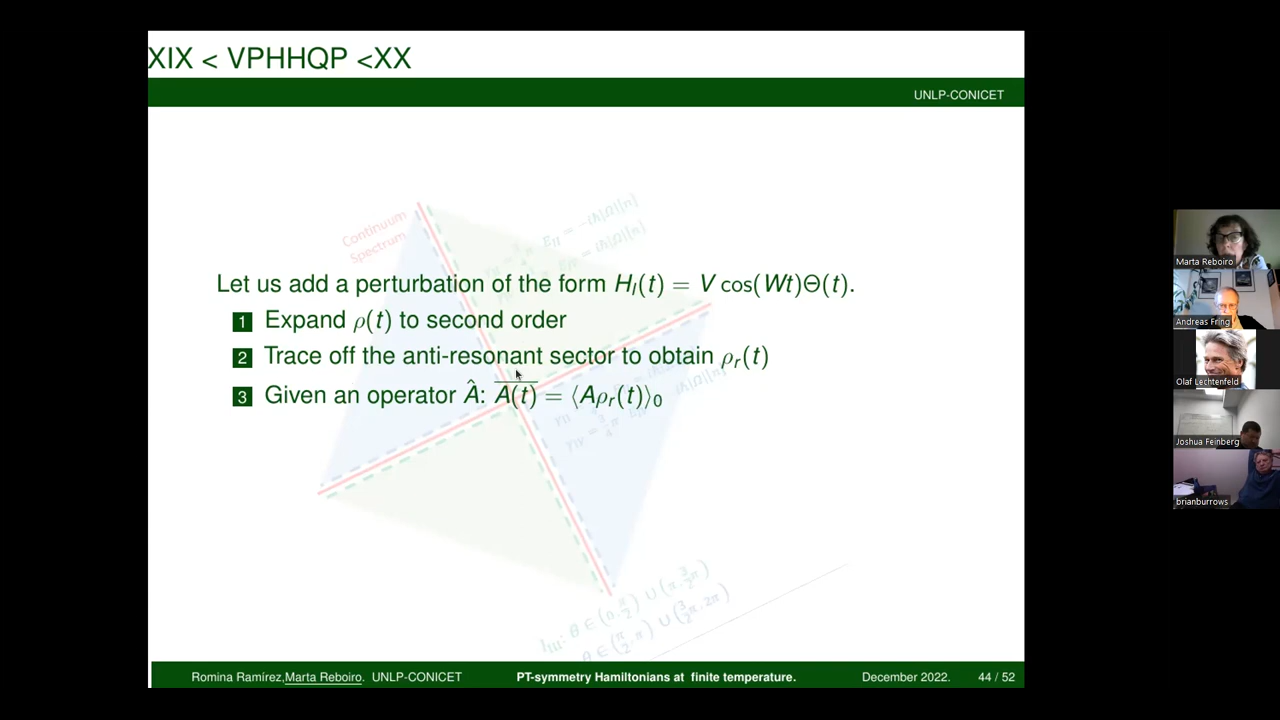 XIX < VPHHQP <XX
UNLP-CONICET
Continuum
Spectrum
Let us add a perturbation of the form H_I(t) = V cos(Wt)Θ(t).
1 Expand ρ(t) to second order
2 Trace off the anti-resonant sector to obtain ρ_r(t)
3 Given an operator Â: \overline{A(t)} = ⟨Aρ_r(t)⟩₀
Romina Ramírez,Marta Reboiro. UNLP-CONICET PT-symmetry Hamiltonians at finite temperature. December 2022. 44 / 52
Marta Reboiro
Andreas Fring
Olaf Lechtenfeld
Joshua Feinberg
brianburrows